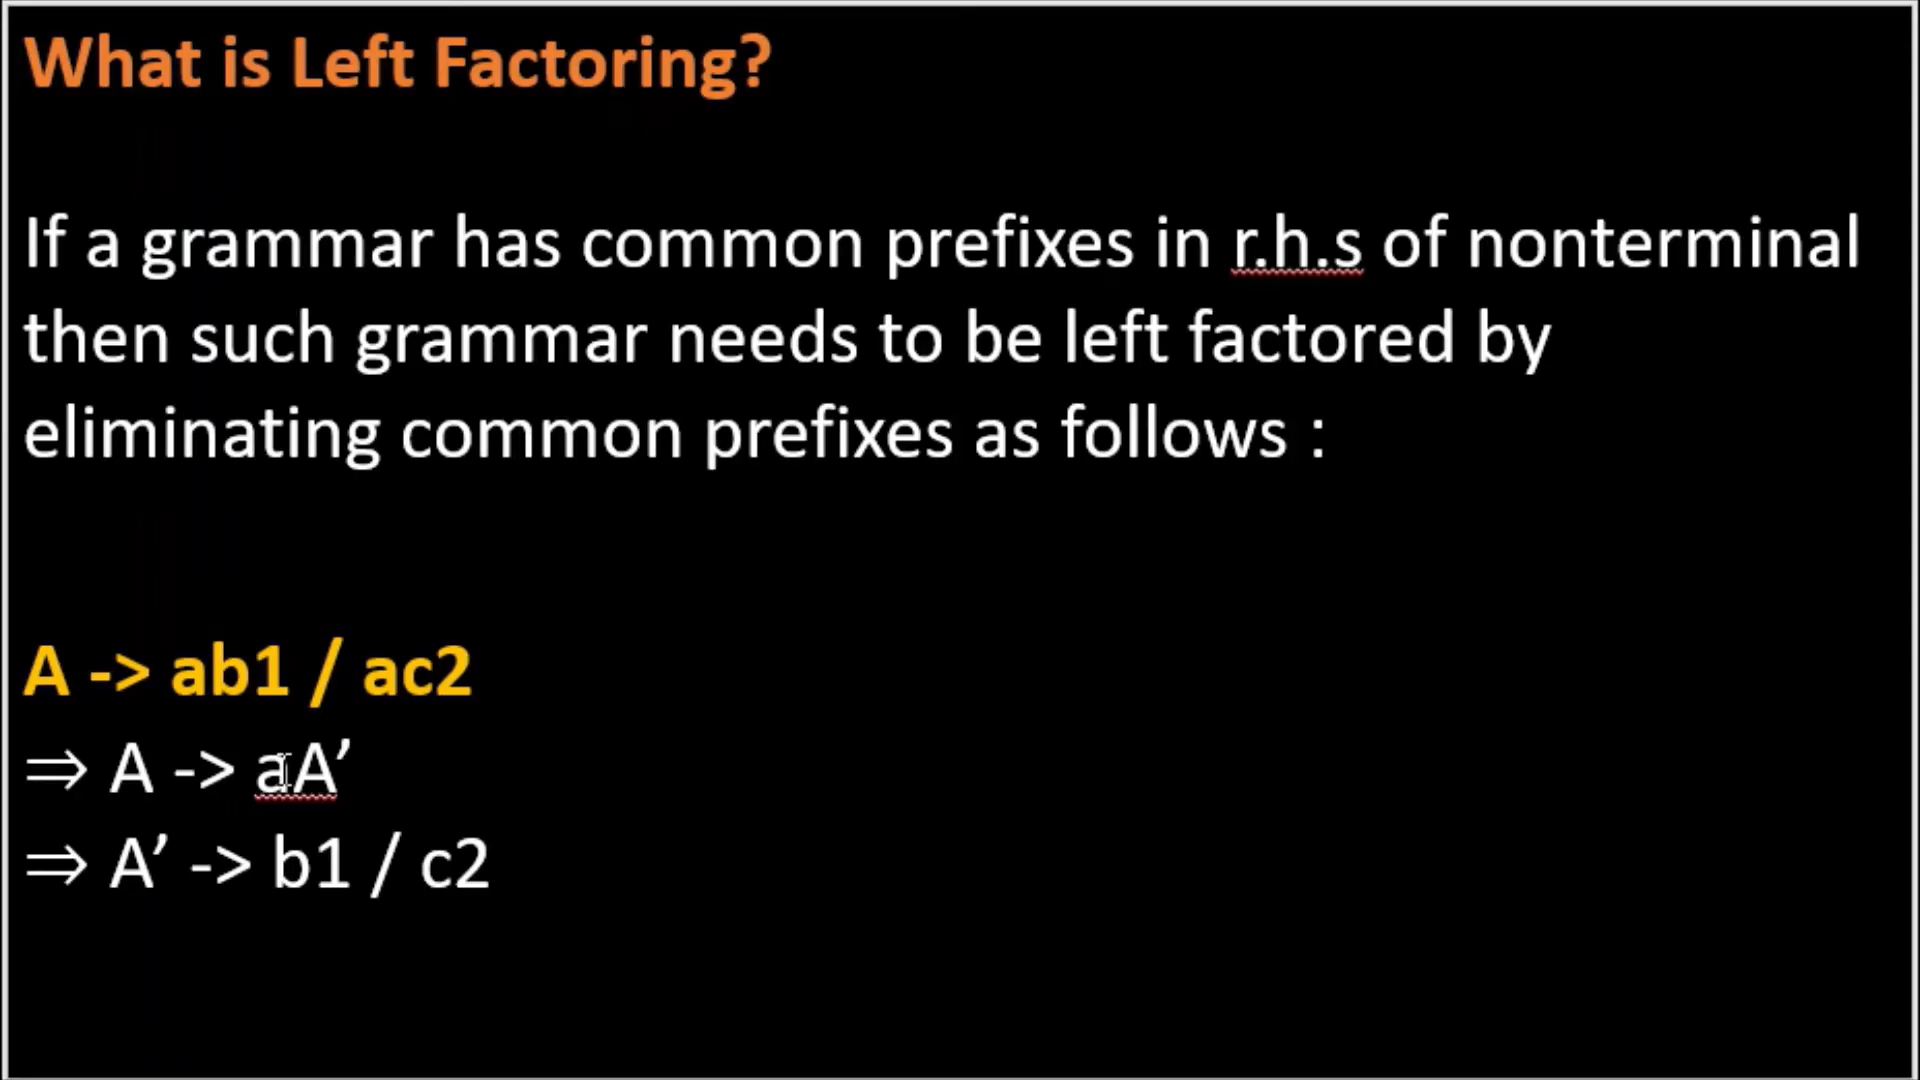 What is Left Factoring?
If a grammar has common prefixes in r.h.s of nonterminal
then such grammar needs to be left factored by
eliminating common prefixes as follows :
A -> ab1 / ac2
⇒ A -> aA’
⇒ A’ -> b1 / c2